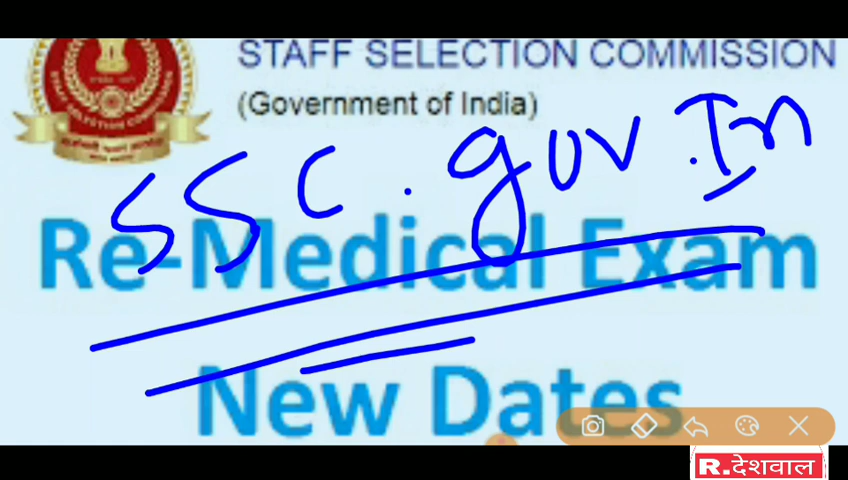 STAFF SELECTION COMMISSION
(Government of India)
SSC.gov.In
Re-Medical Exam
New Dates
R.देशवाल